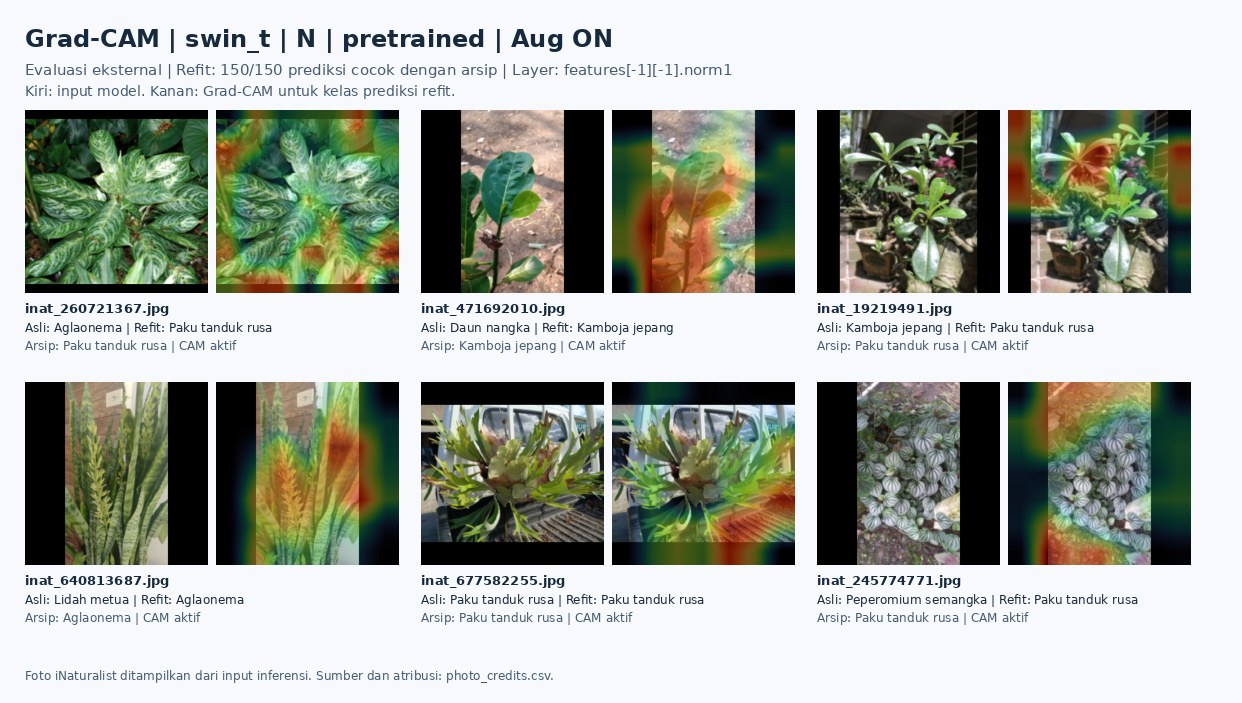 Grad-CAM | swin_t | N | pretrained | Aug ON
Evaluasi eksternal | Refit: 150/150 prediksi cocok dengan arsip | Layer: features[-1][-1].norm1
Kiri: input model. Kanan: Grad-CAM untuk kelas prediksi refit.
inat_260721367.jpg
Asli: Aglaonema | Refit: Paku tanduk rusa
Arsip: Paku tanduk rusa | CAM aktif
inat_471692010.jpg
Asli: Daun nangka | Refit: Kamboja jepang
Arsip: Kamboja jepang | CAM aktif
inat_19219491.jpg
Asli: Kamboja jepang | Refit: Paku tanduk rusa
Arsip: Paku tanduk rusa | CAM aktif
inat_640813687.jpg
Asli: Lidah metua | Refit: Aglaonema
Arsip: Aglaonema | CAM aktif
inat_677582255.jpg
Asli: Paku tanduk rusa | Refit: Paku tanduk rusa
Arsip: Paku tanduk rusa | CAM aktif
inat_245774771.jpg
Asli: Peperomium semangka | Refit: Paku tanduk rusa
Arsip: Paku tanduk rusa | CAM aktif
Foto iNaturalist ditampilkan dari input inferensi. Sumber dan atribusi: photo_credits.csv.